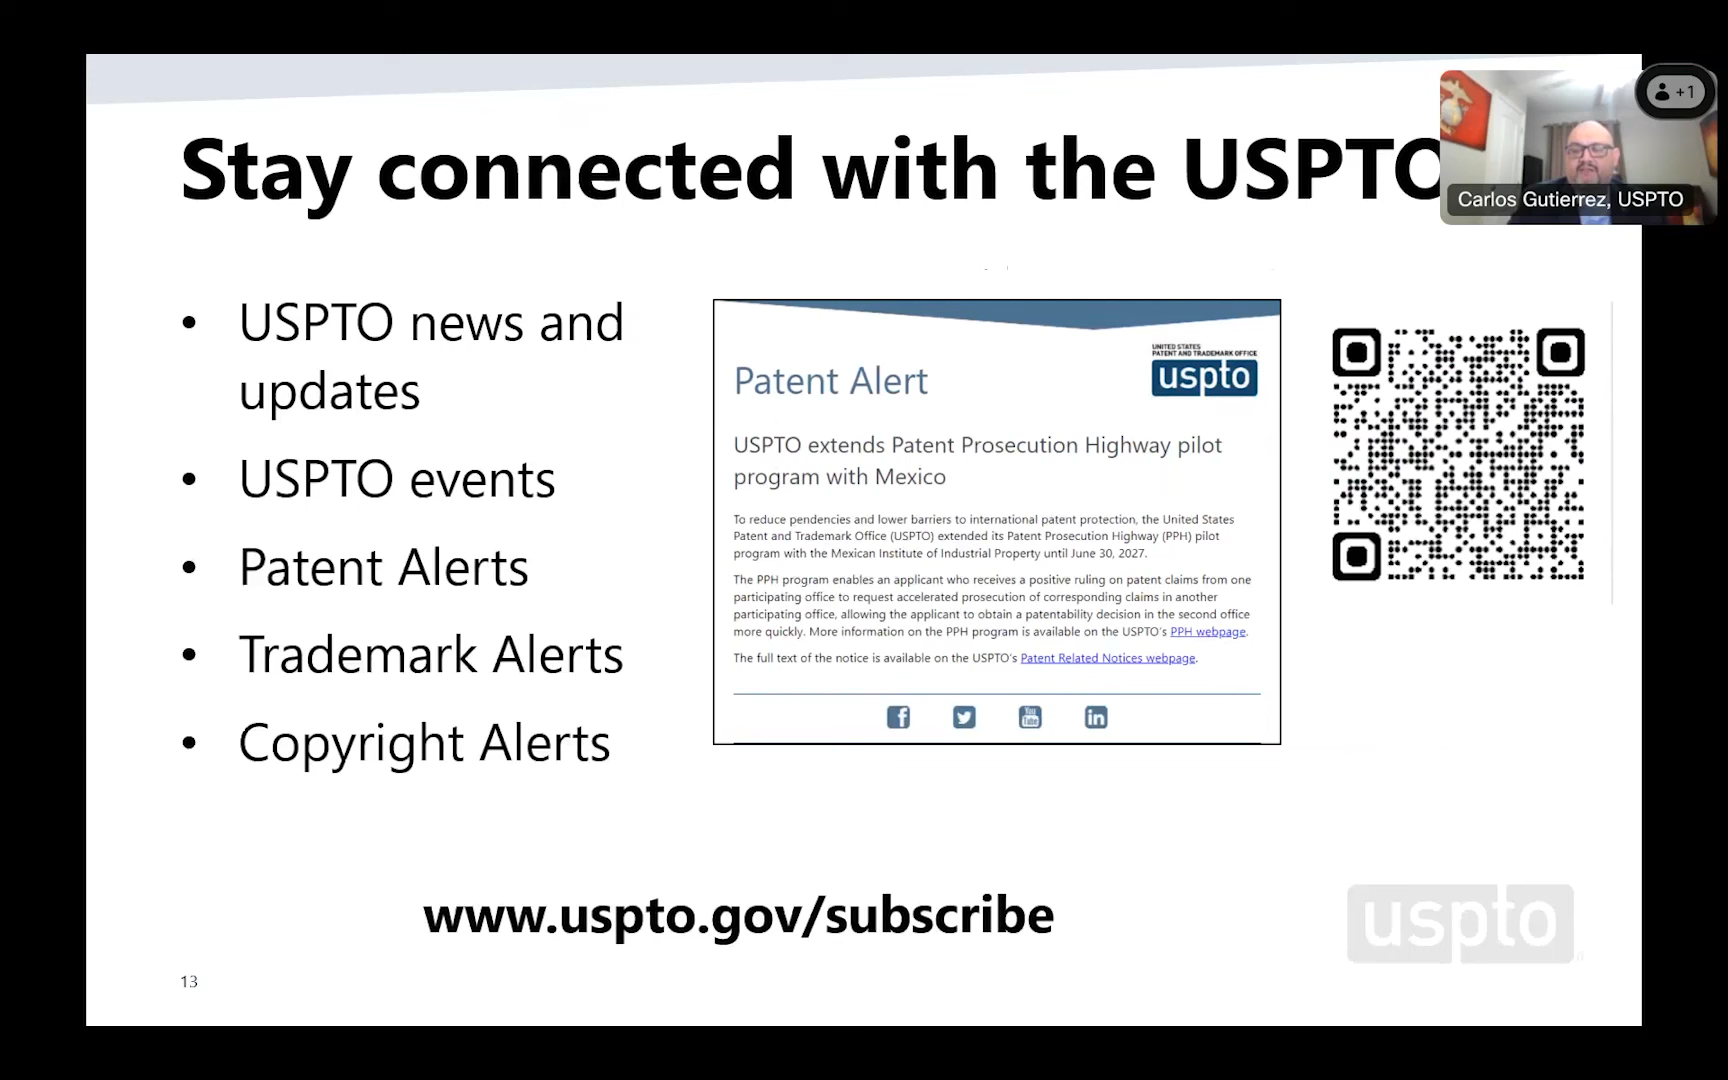 Stay connected with the USPTO
+1
Carlos Gutierrez, USPTO
• USPTO news and
updates
• USPTO events
• Patent Alerts
• Trademark Alerts
• Copyright Alerts
UNITED STATES
PATENT AND TRADEMARK OFFICE
uspto
Patent Alert
USPTO extends Patent Prosecution Highway pilot
program with Mexico
To reduce pendencies and lower barriers to international patent protection, the United States
Patent and Trademark Office (USPTO) extended its Patent Prosecution Highway (PPH) pilot
program with the Mexican Institute of Industrial Property until June 30, 2027.
The PPH program enables an applicant who receives a positive ruling on patent claims from one
participating office to request accelerated prosecution of corresponding claims in another
participating office, allowing the applicant to obtain a patentability decision in the second office
more quickly. More information on the PPH program is available on the USPTO's PPH webpage.
The full text of the notice is available on the USPTO's Patent Related Notices webpage.
f
You
Tube
in
www.uspto.gov/subscribe
uspto
13